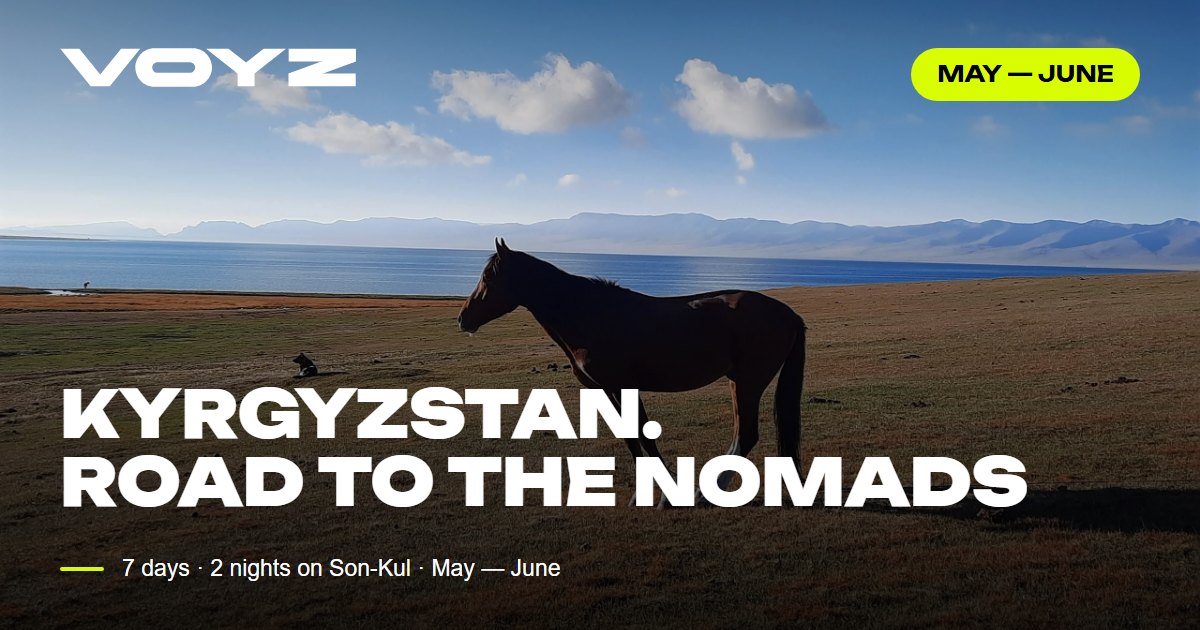 VOYZ
MAY — JUNE
KYRGYZSTAN.
ROAD TO THE NOMADS
7 days · 2 nights on Son-Kul · May — June